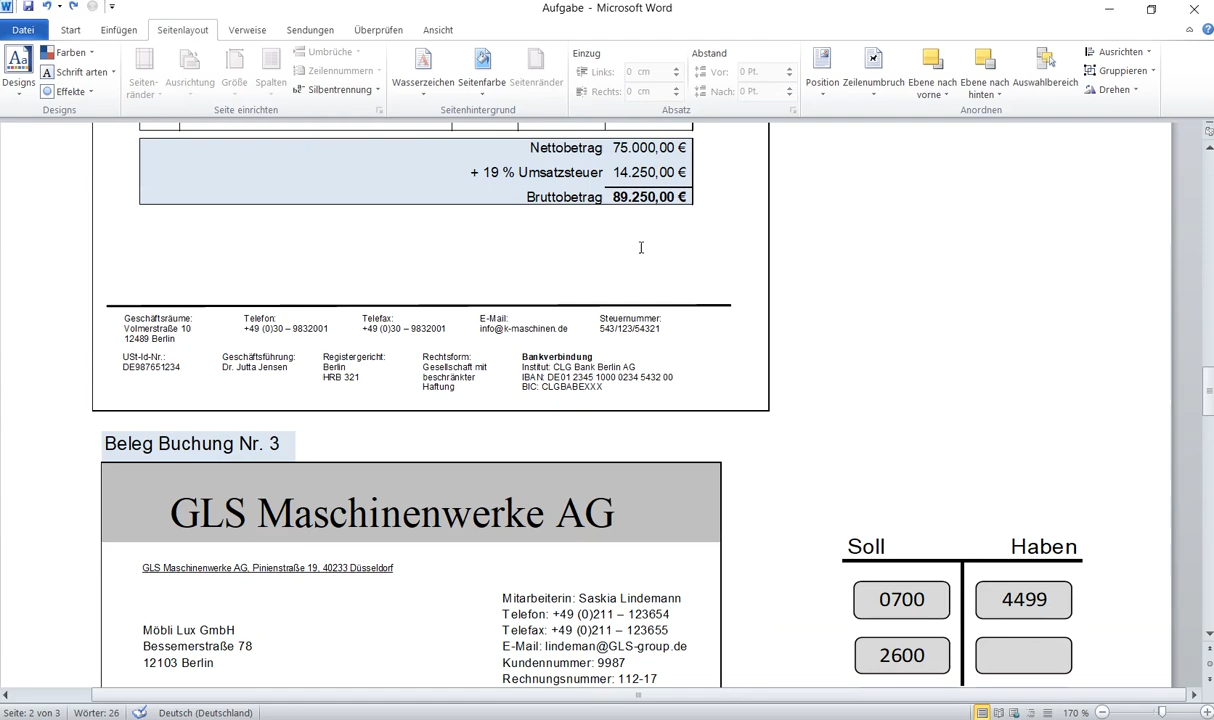 Aufgabe - Microsoft Word
Datei Start Einfügen Seitenlayout Verweise Sendungen Überprüfen Ansicht
Designs
Farben
Schrift arten
Effekte
Designs
Seiten-
ränder
Ausrichtung
Größe
Spalten
Umbrüche
Zeilennummern
Silbentrennung
Seite einrichten
Wasserzeichen
Seitenfarbe
Seitenränder
Seitenhintergrund
Einzug
Links: 0 cm
Rechts: 0 cm
Abstand
Vor: 0 Pt.
Nach: 0 Pt.
Absatz
Position
Zeilenumbruch
Ebene nach
vorne
Ebene nach
hinten
Auswahlbereich
Ausrichten
Gruppieren
Drehen
Anordnen
Nettobetrag 75.000,00 €
+ 19 % Umsatzsteuer 14.250,00 €
Bruttobetrag 89.250,00 €
Geschäftsräume:
Volmerstraße 10
12489 Berlin
Telefon:
+49 (0)30 – 9832001
Telefax:
+49 (0)30 – 9832001
E-Mail:
info@k-maschinen.de
Steuernummer:
543/123/54321
USt-Id-Nr.:
DE987651234
Geschäftsführung:
Dr. Jutta Jensen
Registergericht:
Berlin
HRB 321
Rechtsform:
Gesellschaft mit
beschränkter
Haftung
Bankverbindung
Institut: CLG Bank Berlin AG
IBAN: DE01 2345 1000 0234 5432 00
BIC: CLGBABEXXX
Beleg Buchung Nr. 3
GLS Maschinenwerke AG
GLS Maschinenwerke AG, Pinienstraße 19, 40233 Düsseldorf
Mitarbeiterin: Saskia Lindemann
Telefon: +49 (0)211 – 123654
Telefax: +49 (0)211 – 123655
E-Mail: lindeman@GLS-group.de
Kundennummer: 9987
Rechnungsnummer: 112-17
Möbli Lux GmbH
Bessemerstraße 78
12103 Berlin
Soll Haben
0700 4499
2600
Seite: 2 von 3 Wörter: 26 Deutsch (Deutschland) 170 %